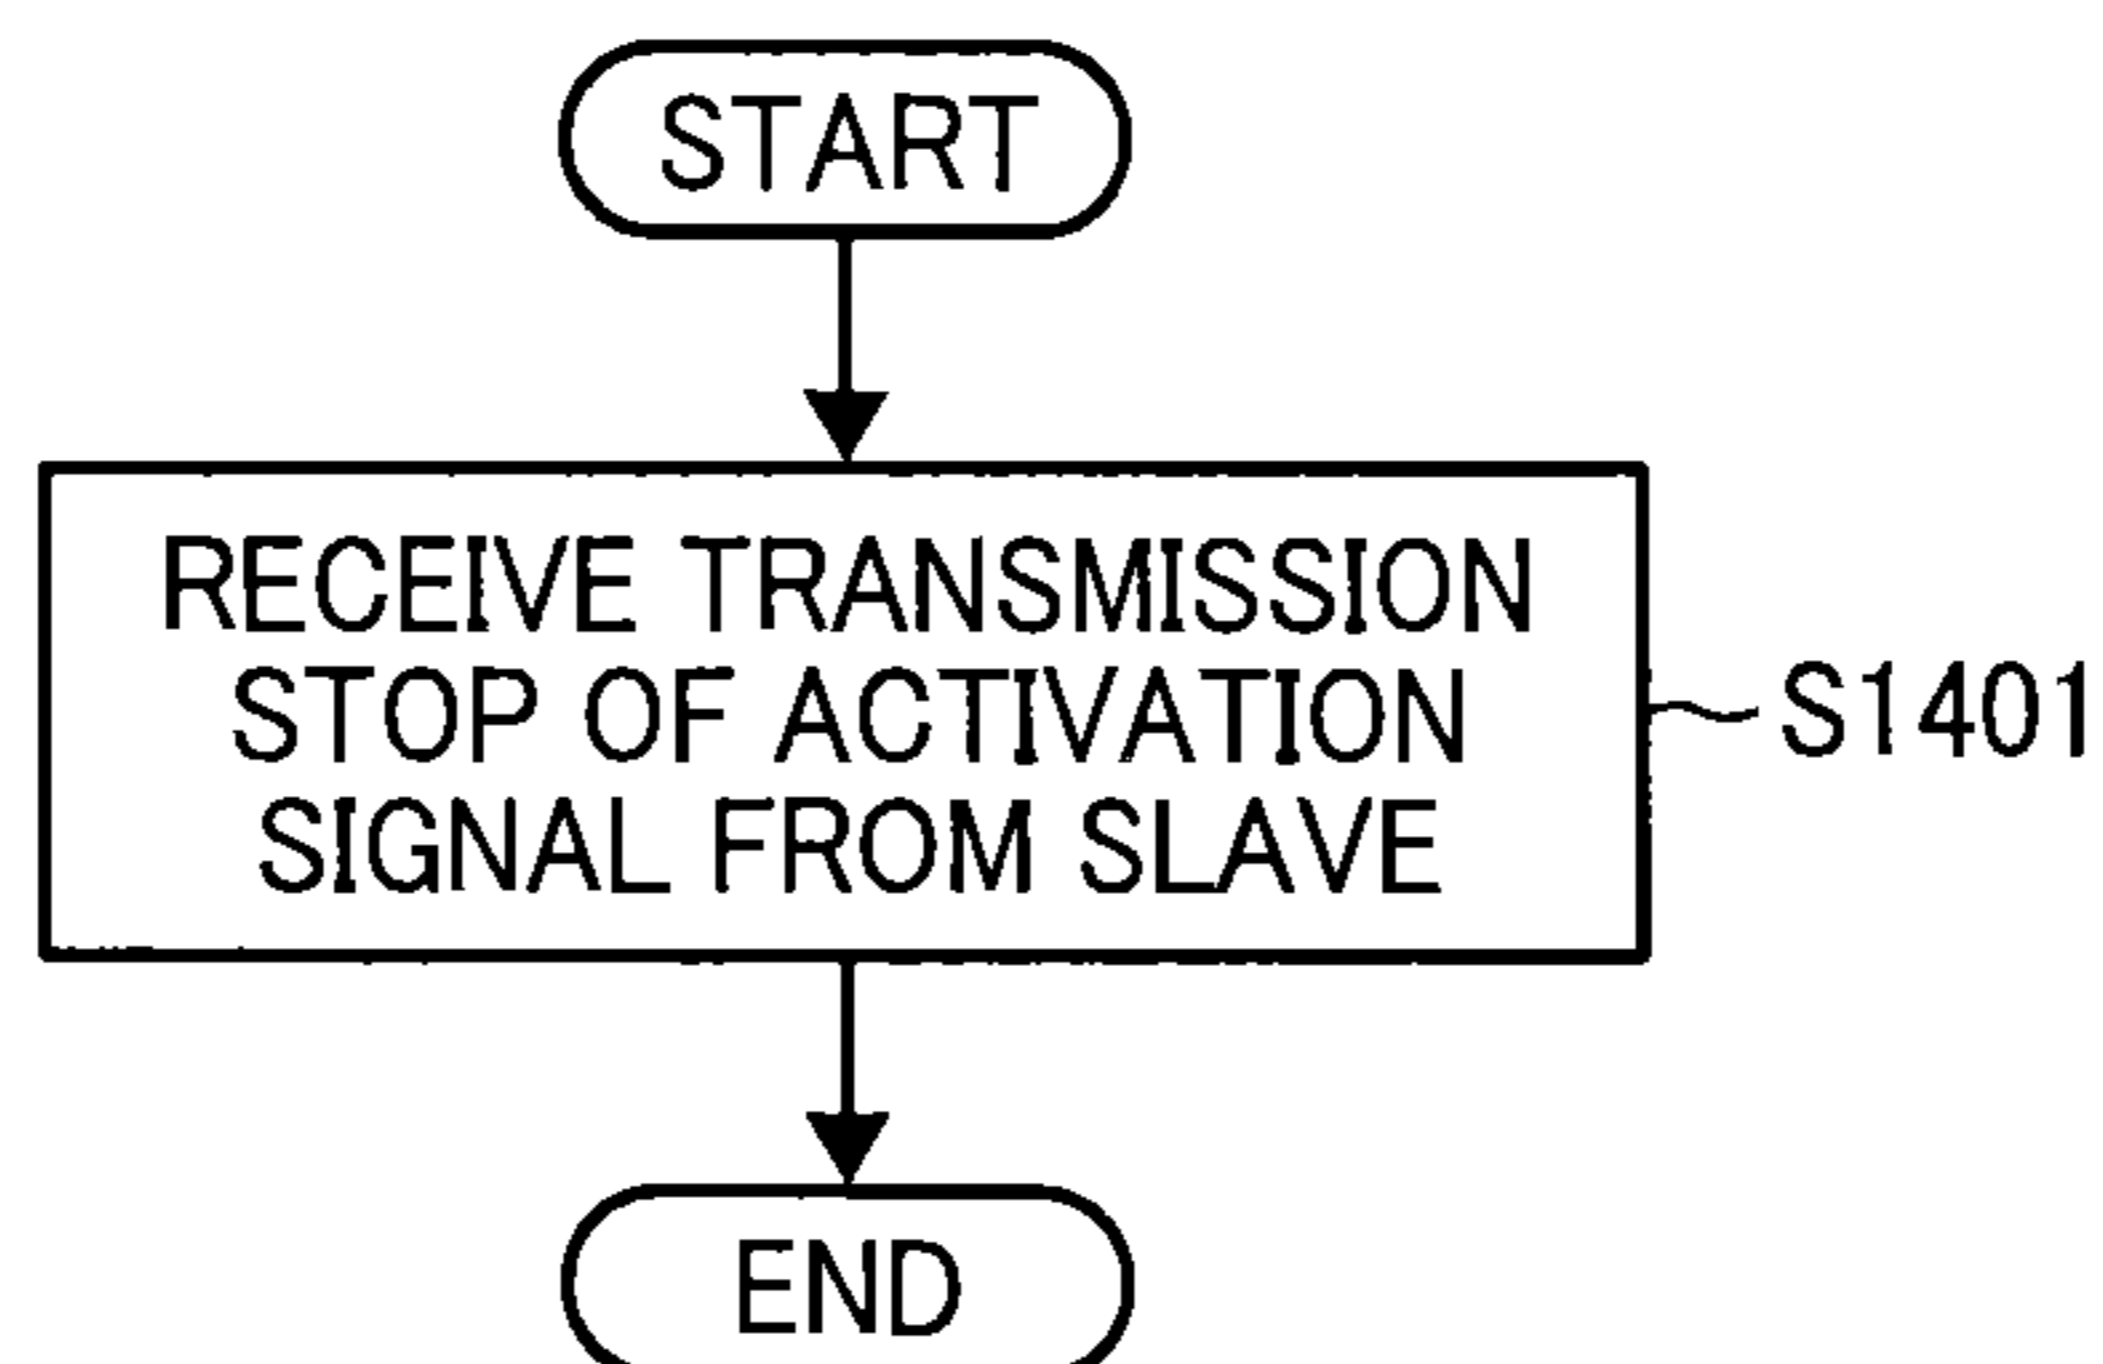 START
RECEIVE TRANSMISSION
STOP OF ACTIVATION
SIGNAL FROM SLAVE
S1401
END